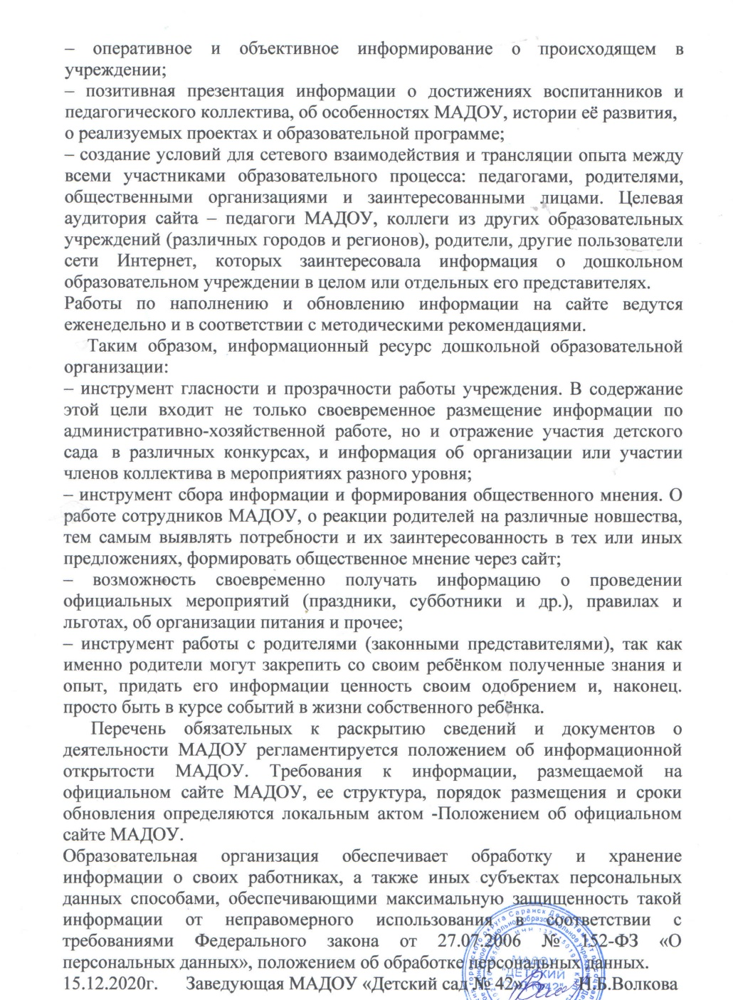 – оперативное и объективное информирование о происходящем в
учреждении;
– позитивная презентация информации о достижениях воспитанников и
педагогического коллектива, об особенностях МАДОУ, истории её развития,
о реализуемых проектах и образовательной программе;
– создание условий для сетевого взаимодействия и трансляции опыта между
всеми участниками образовательного процесса: педагогами, родителями,
общественными организациями и заинтересованными лицами. Целевая
аудитория сайта – педагоги МАДОУ, коллеги из других образовательных
учреждений (различных городов и регионов), родители, другие пользователи
сети Интернет, которых заинтересовала информация о дошкольном
образовательном учреждении в целом или отдельных его представителях.
Работы по наполнению и обновлению информации на сайте ведутся
еженедельно и в соответствии с методическими рекомендациями.
Таким образом, информационный ресурс дошкольной образовательной
организации:
– инструмент гласности и прозрачности работы учреждения. В содержание
этой цели входит не только своевременное размещение информации по
административно-хозяйственной работе, но и отражение участия детского
сада в различных конкурсах, и информация об организации или участии
членов коллектива в мероприятиях разного уровня;
– инструмент сбора информации и формирования общественного мнения. О
работе сотрудников МАДОУ, о реакции родителей на различные новшества,
тем самым выявлять потребности и их заинтересованность в тех или иных
предложениях, формировать общественное мнение через сайт;
– возможность своевременно получать информацию о проведении
официальных мероприятий (праздники, субботники и др.), правилах и
льготах, об организации питания и прочее;
– инструмент работы с родителями (законными представителями), так как
именно родители могут закрепить со своим ребёнком полученные знания и
опыт, придать его информации ценность своим одобрением и, наконец.
просто быть в курсе событий в жизни собственного ребёнка.
Перечень обязательных к раскрытию сведений и документов о
деятельности МАДОУ регламентируется положением об информационной
открытости МАДОУ. Требования к информации, размещаемой на
официальном сайте МАДОУ, ее структура, порядок размещения и сроки
обновления определяются локальным актом -Положением об официальном
сайте МАДОУ.
Образовательная организация обеспечивает обработку и хранение
информации о своих работниках, а также иных субъектах персональных
данных способами, обеспечивающими максимальную защищенность такой
информации от неправомерного использования в соответствии с
требованиями Федерального закона от 27.07.2006 № 152-ФЗ «О
персональных данных», положением об обработке персональных данных.
15.12.2020г. Заведующая МАДОУ «Детский сад № 42» Н.Б.Волкова
МАДОУ
"ДЕТСКИЙ
САД №42"